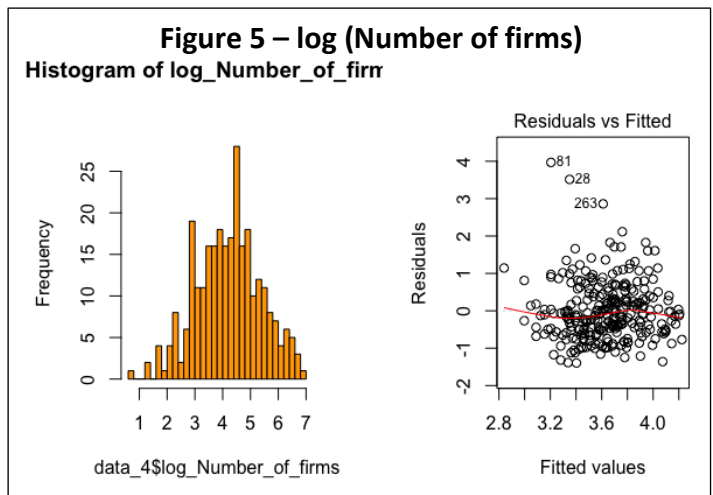 Figure 5 – log (Number of firms)
Histogram of log_Number_of_firm
Frequency
25
20
15
10
5
0
1 2 3 4 5 6 7
data_4$log_Number_of_firms
Residuals vs Fitted
Residuals
4
3
2
1
0
-1
-2
81
28
263
2.8 3.2 3.6 4.0
Fitted values